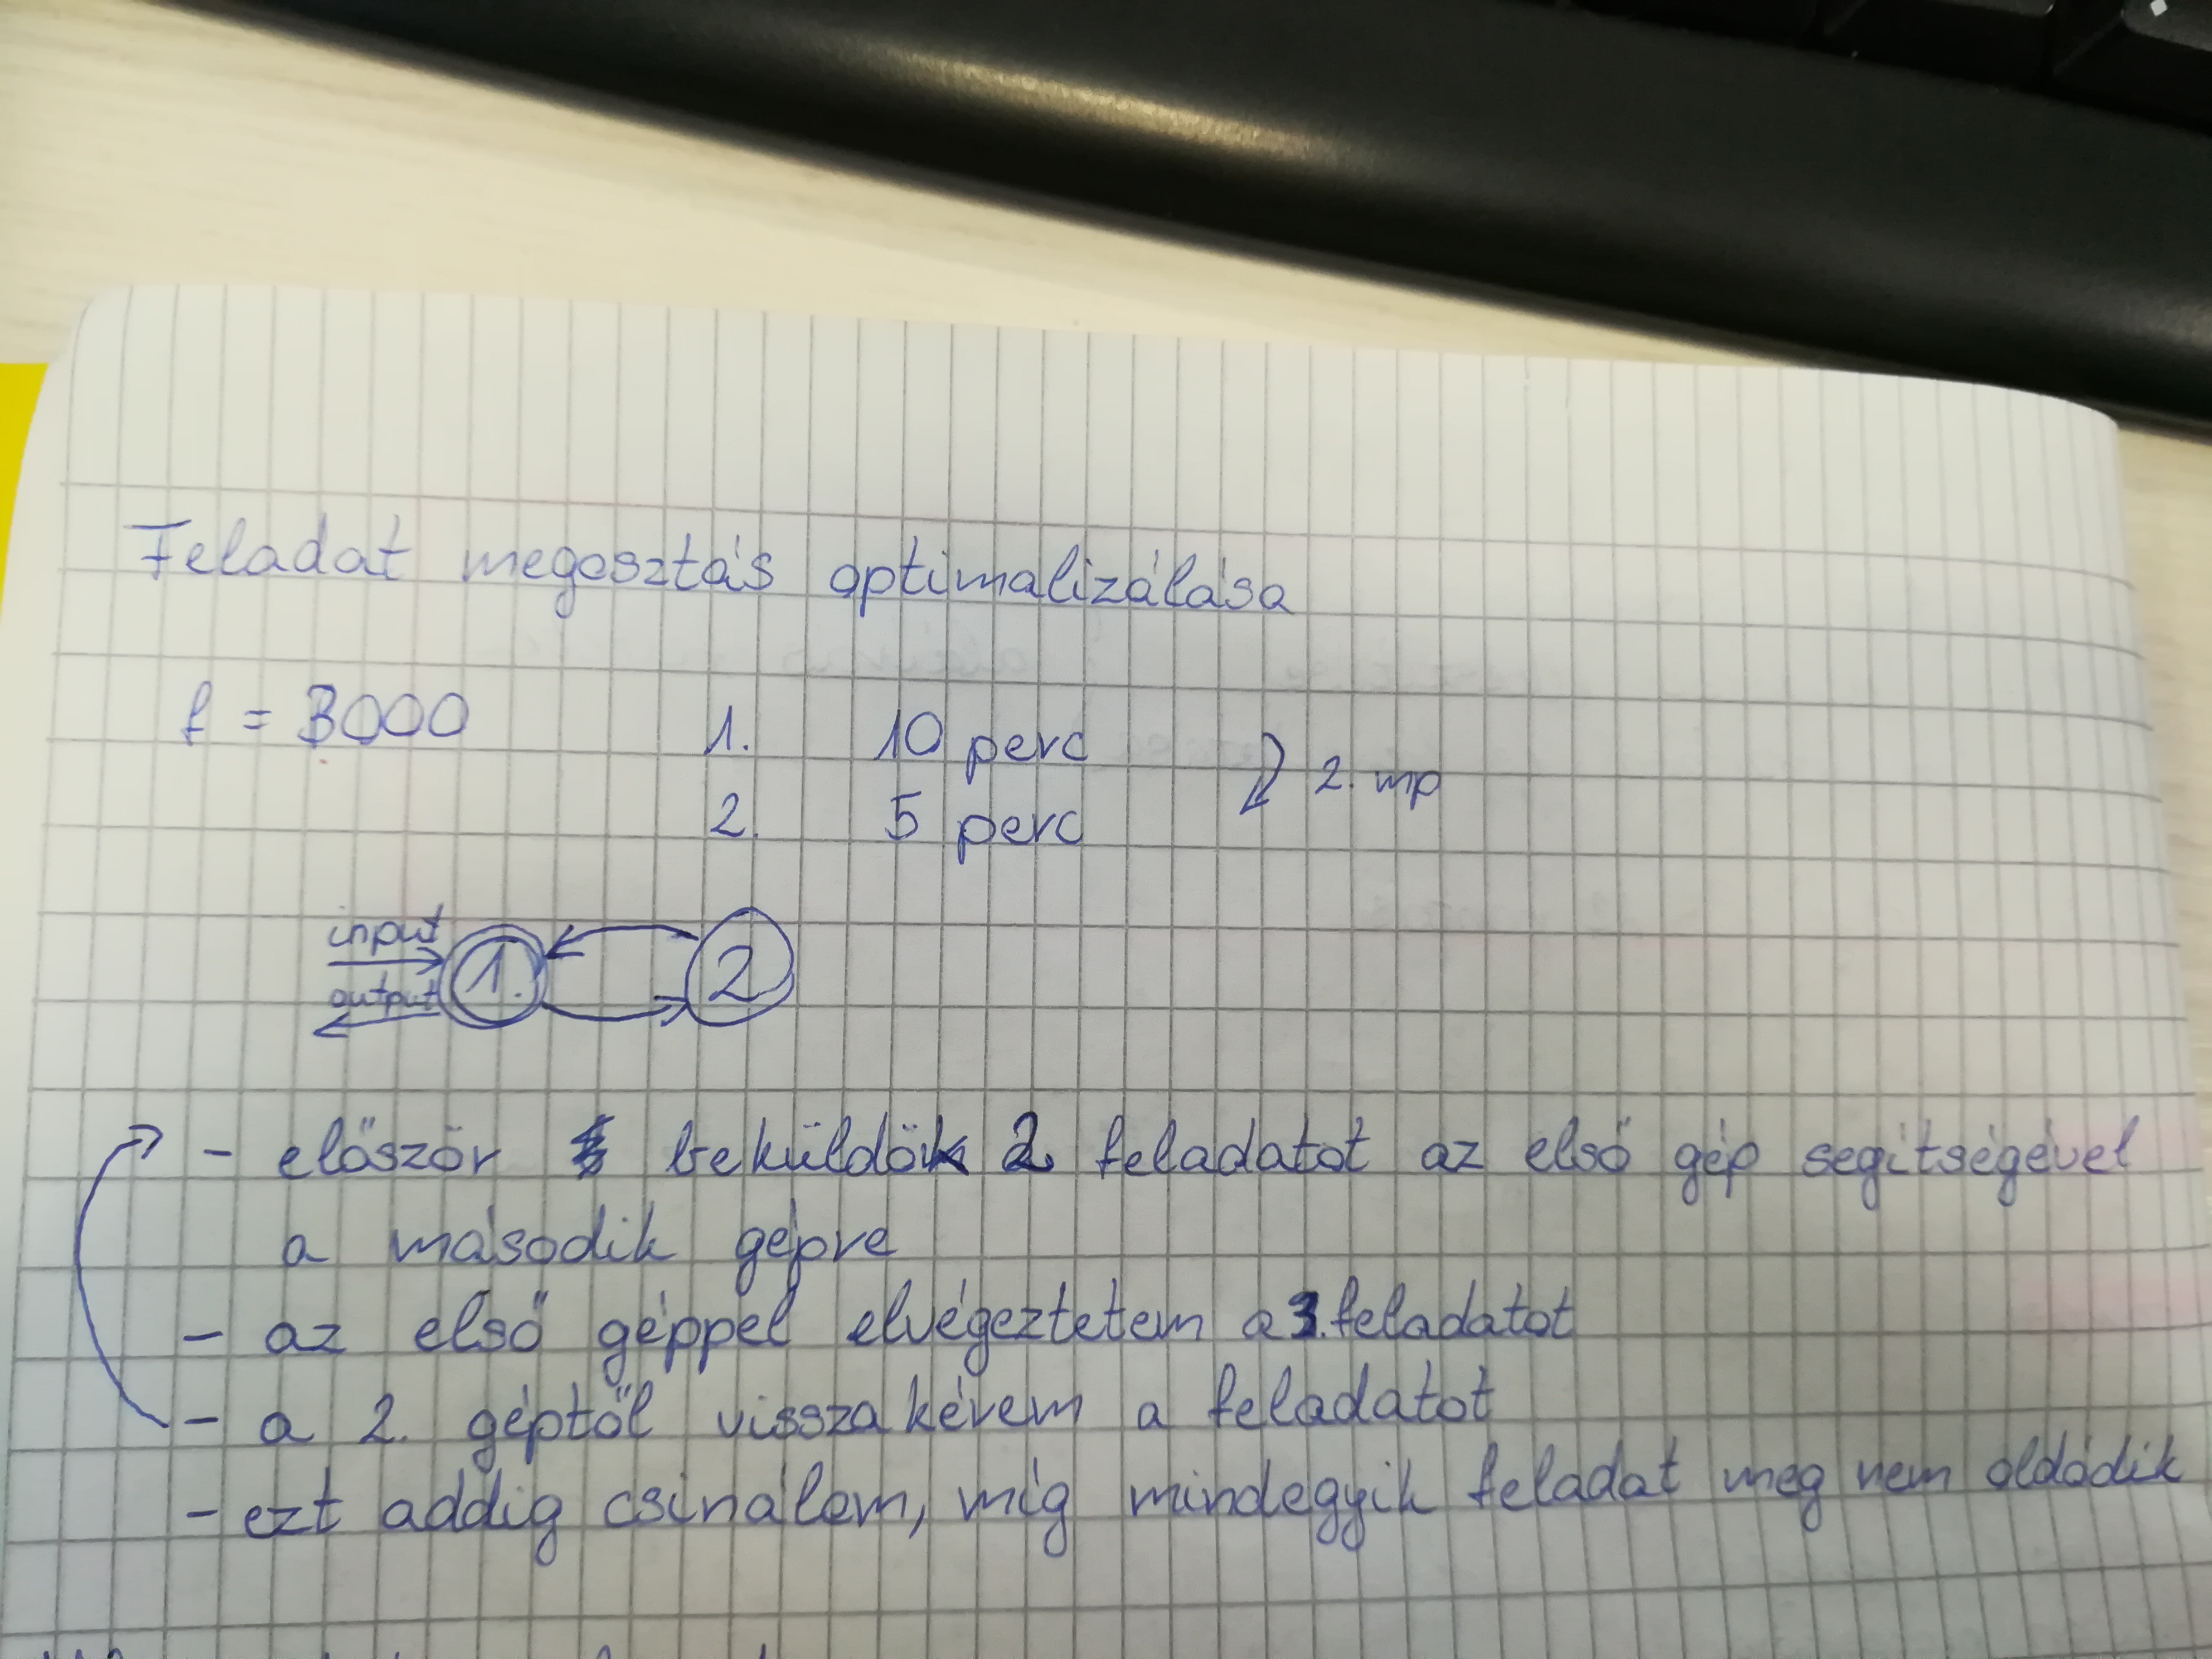 Feladat megosztás optimalizálása
f = 3000
1. 10 perc
2. 5 perc
2. mp
input
output
1.
2
- először beküldök 2 feladatot az első gép segítségével
a második gépre
- az első géppel elvégeztetem a 3. feladatot
- a 2. géptől visszakérem a feladatot
- ezt addig csinálom, míg mindegyik feladat meg nem oldódik